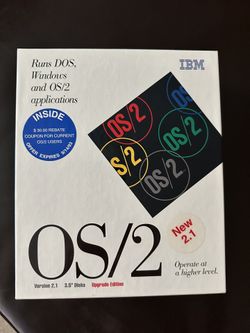 Runs DOS,
Windows
and OS/2
applications
IBM
INSIDE
$ 30.00 REBATE
COUPON FOR CURRENT
OS/2 USERS
OS/2
OS/2
OS/2
OS/2
New
2.1
OS/2
Operate at
a higher level.
Version 2.1 3.5" Disks Upgrade Edition